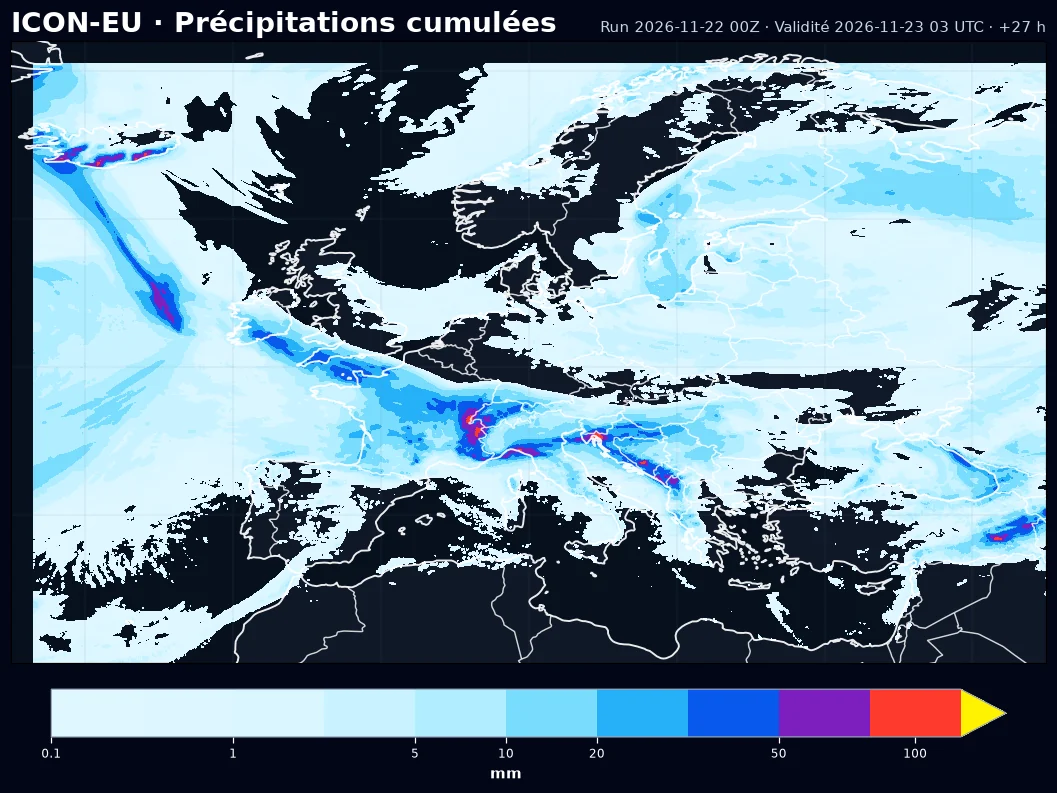 ICON-EU · Précipitations cumulées
Run 2026-11-22 00Z · Validité 2026-11-23 03 UTC · +27 h
0.1 1 5 10 20 50 100
mm